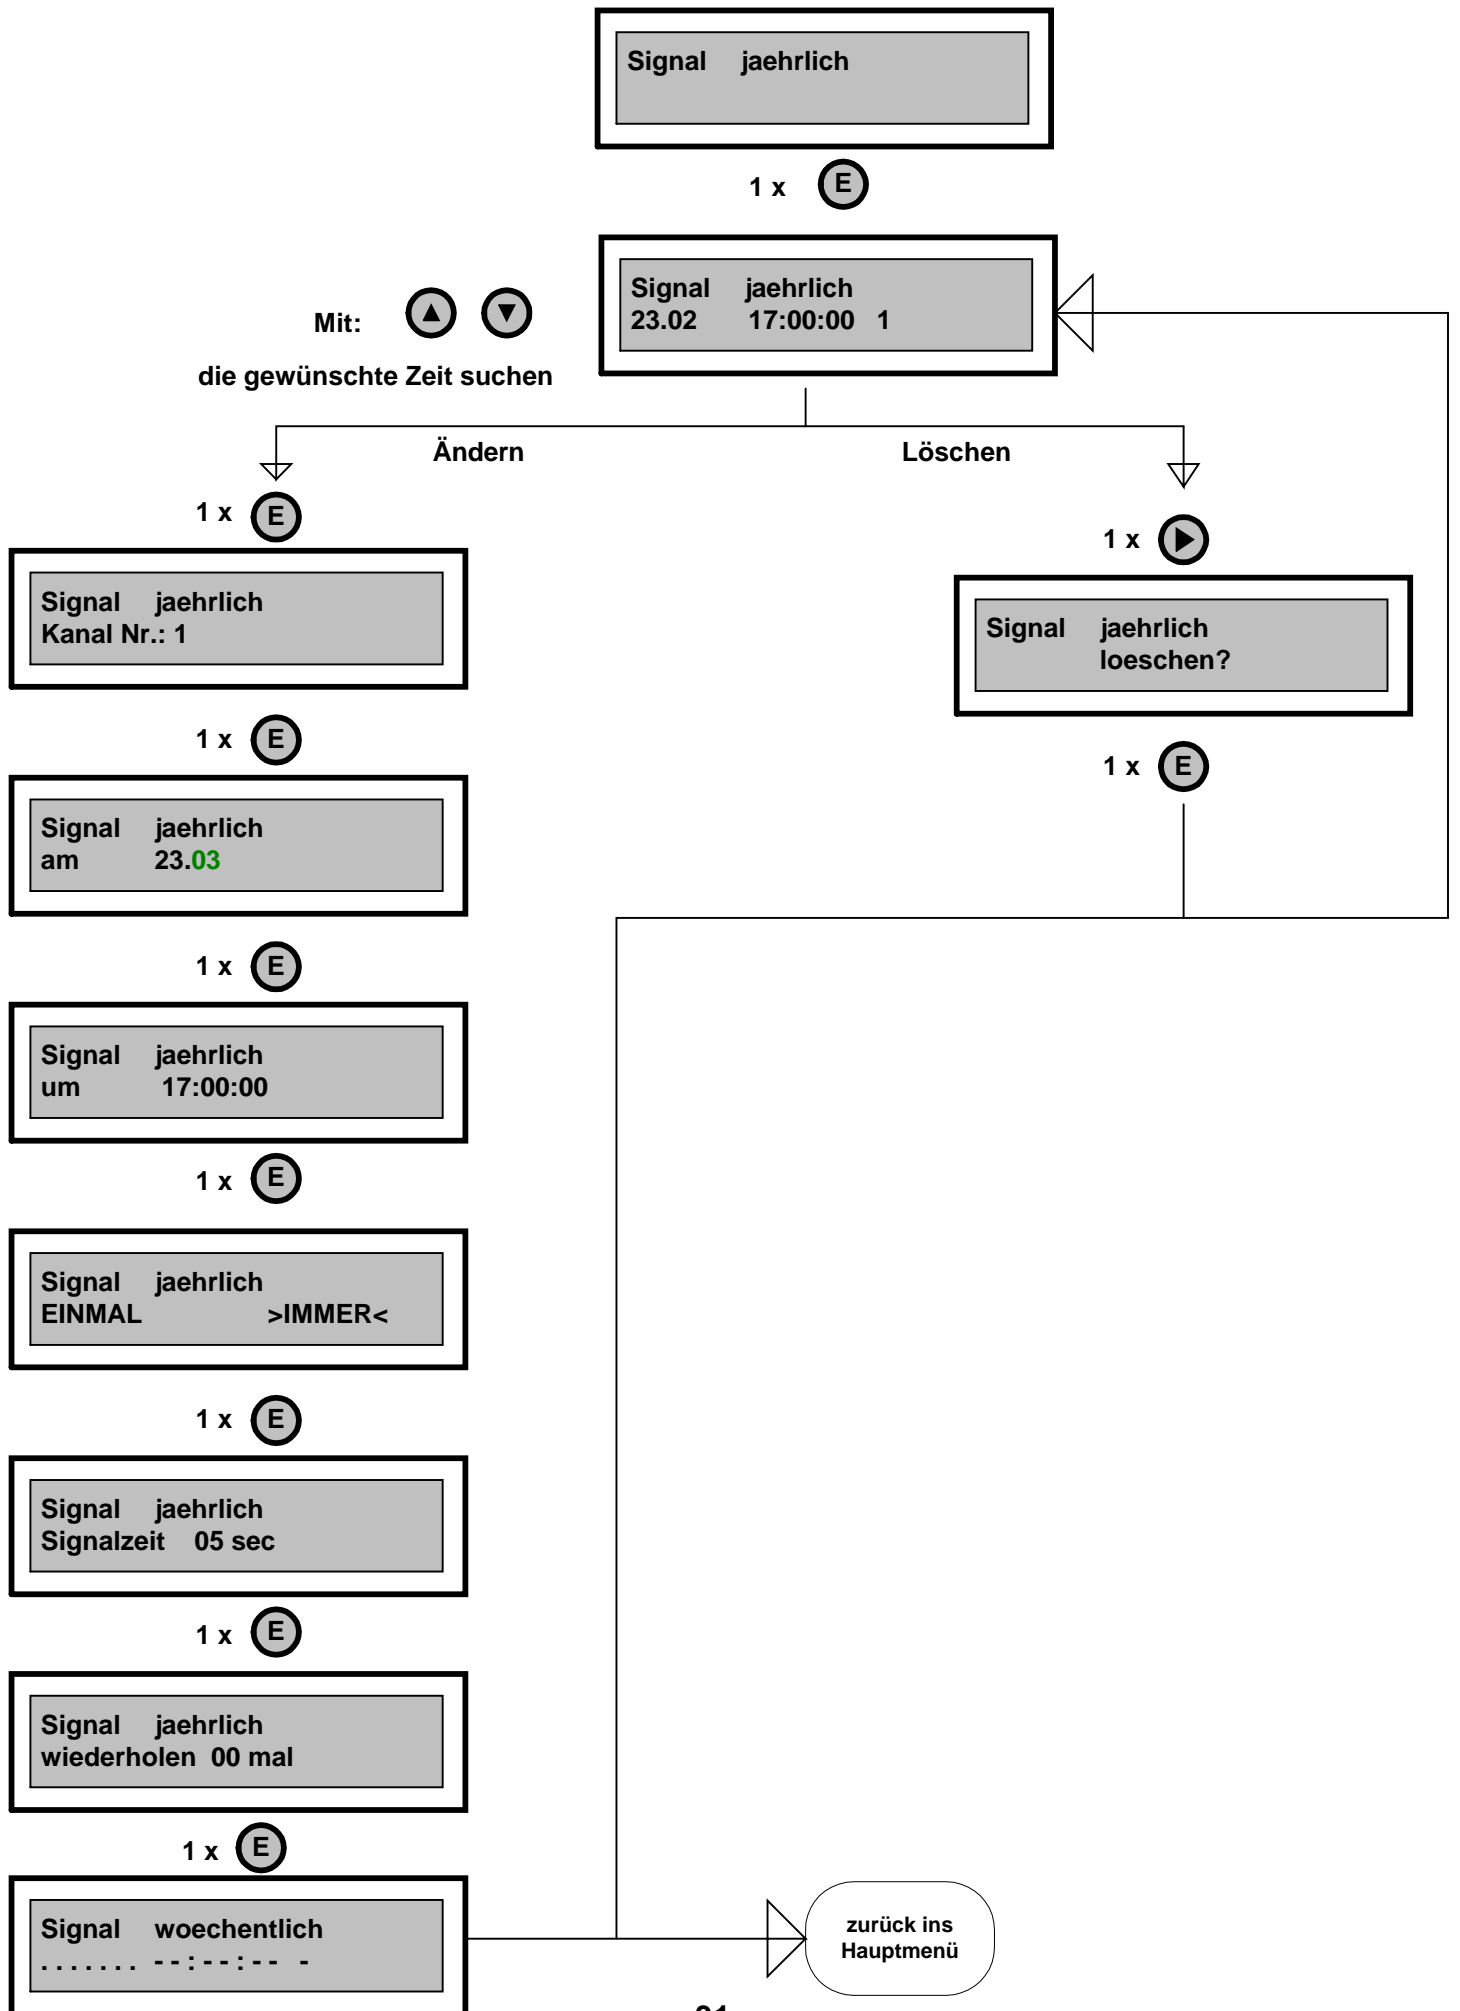 Signal jaehrlich
1 x E
Signal jaehrlich
23.02 17:00:00 1
Mit:
die gewünschte Zeit suchen
Ändern
Löschen
1 x E
Signal jaehrlich
Kanal Nr.: 1
1 x E
Signal jaehrlich
am 23.03
1 x E
Signal jaehrlich
um 17:00:00
1 x E
Signal jaehrlich
EINMAL >IMMER<
1 x E
Signal jaehrlich
Signalzeit 05 sec
1 x E
Signal jaehrlich
wiederholen 00 mal
1 x E
Signal woechentlich
. . . . . . . - - : - - : - - -
1 x
Signal jaehrlich
loeschen?
1 x E
zurück ins
Hauptmenü